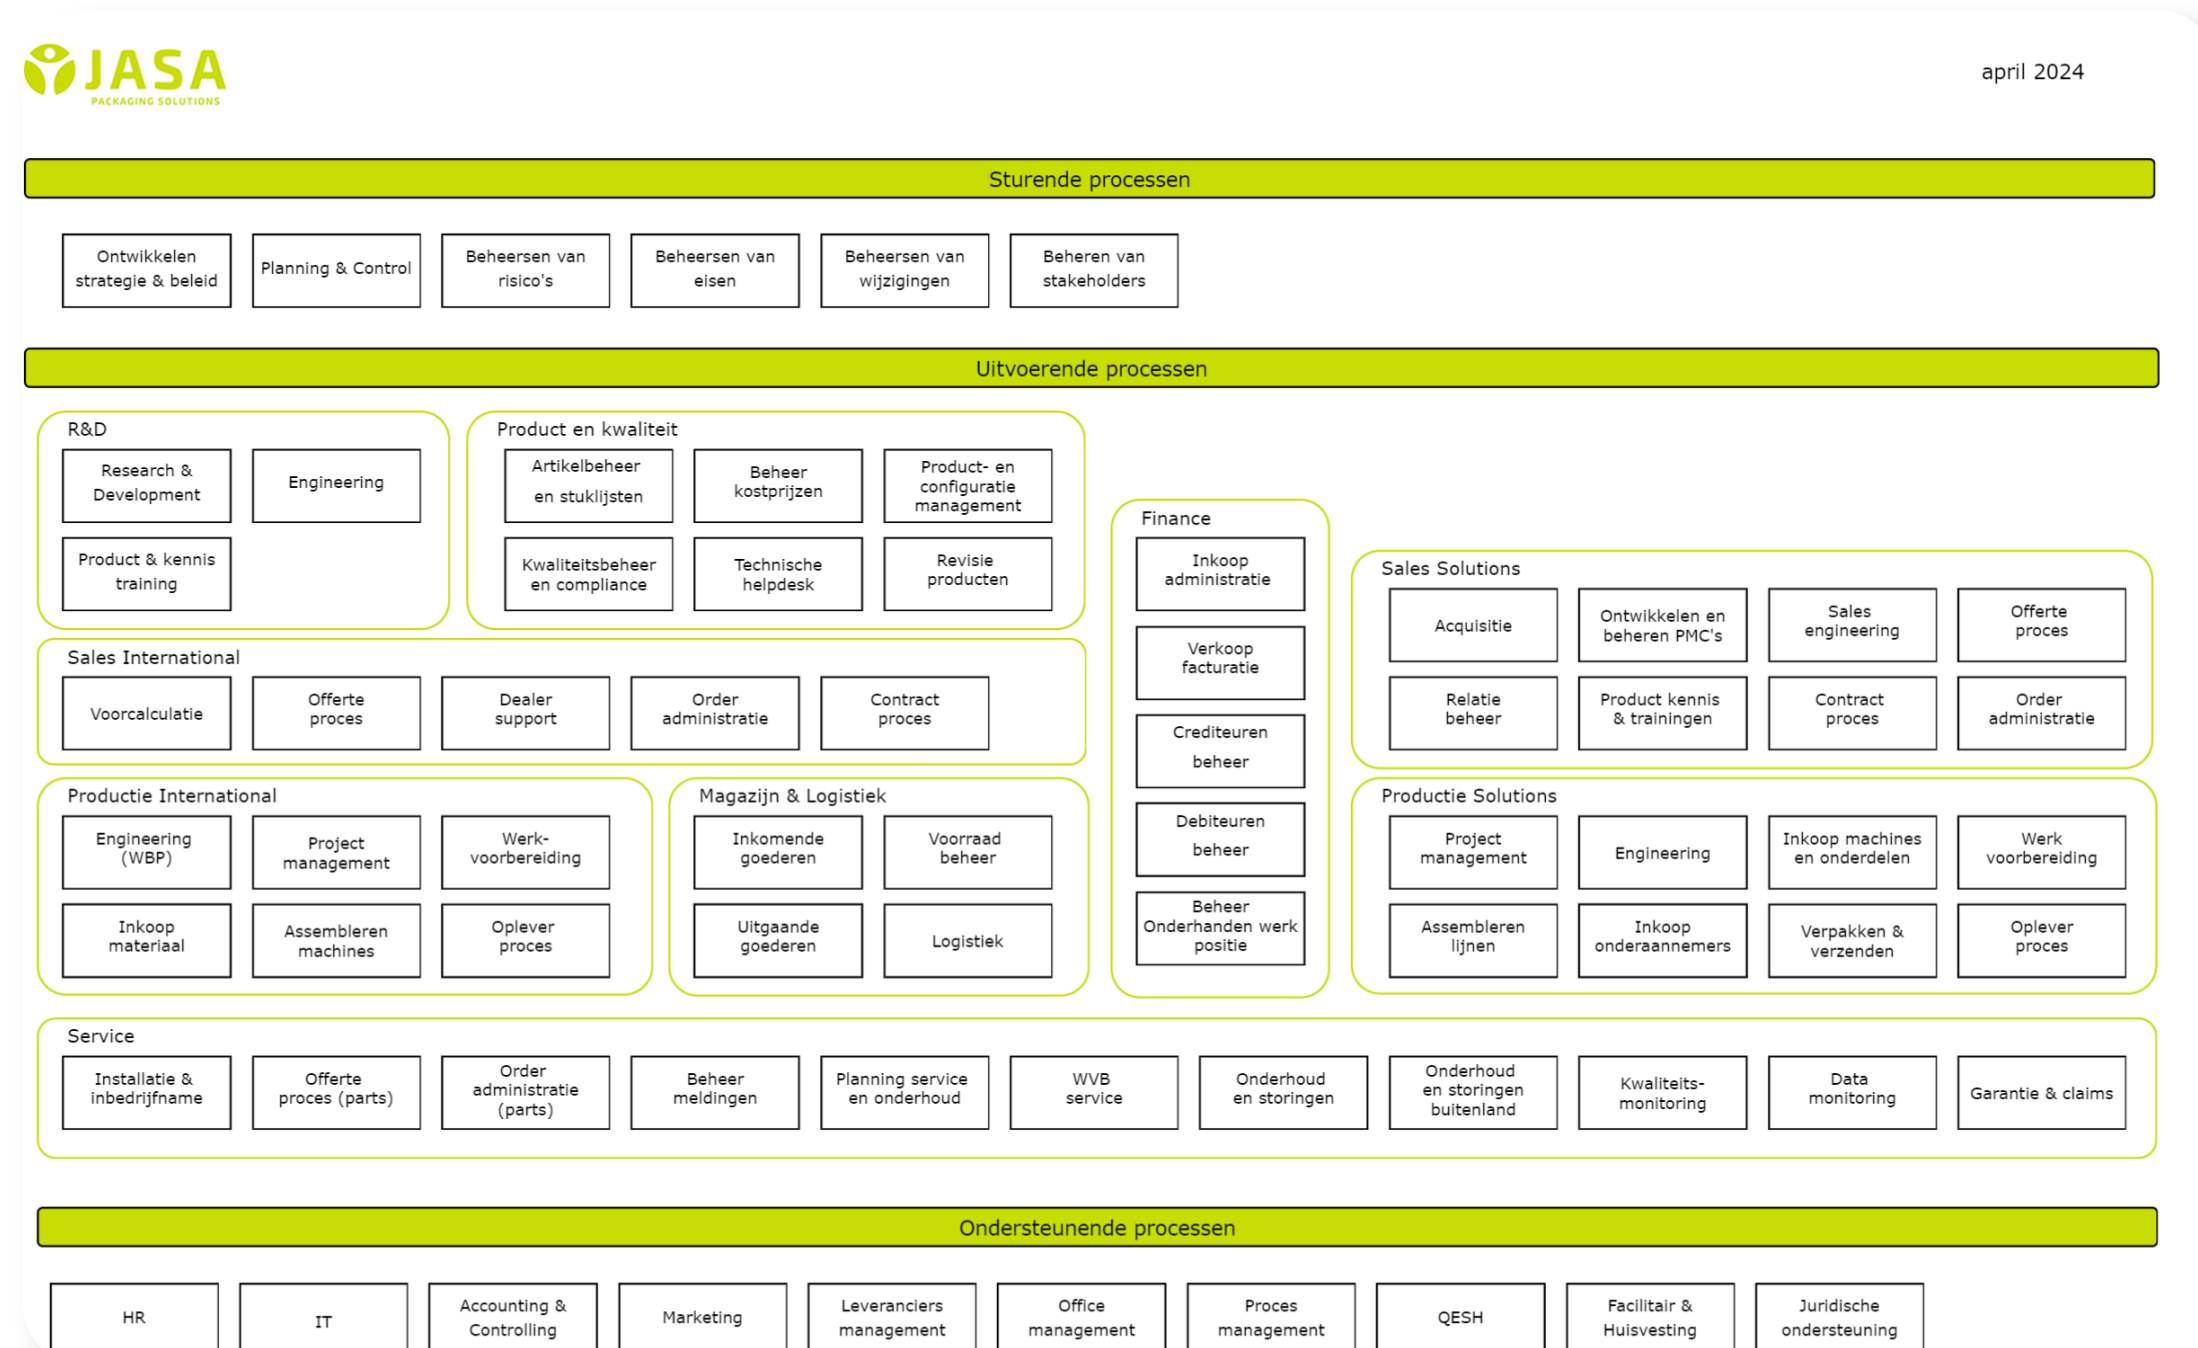 JASA
PACKAGING SOLUTIONS
april 2024
Sturende processen
Ontwikkelen
strategie & beleid
Planning & Control
Beheersen van
risico's
Beheersen van
eisen
Beheersen van
wijzigingen
Beheren van
stakeholders
Uitvoerende processen
R&D
Research &
Development
Engineering
Product & kennis
training
Product en kwaliteit
Artikelbeheer
en stuklijsten
Beheer
kostprijzen
Product- en
configuratie
management
Kwaliteitsbeheer
en compliance
Technische
helpdesk
Revisie
producten
Sales International
Voorcalculatie
Offerte
proces
Dealer
support
Order
administratie
Contract
proces
Productie International
Engineering
(WBP)
Project
management
Werk-
voorbereiding
Inkoop
materiaal
Assembleren
machines
Oplever
proces
Magazijn & Logistiek
Inkomende
goederen
Voorraad
beheer
Uitgaande
goederen
Logistiek
Finance
Inkoop
administratie
Verkoop
facturatie
Crediteuren
beheer
Debiteuren
beheer
Beheer
Onderhanden werk
positie
Sales Solutions
Acquisitie
Ontwikkelen en
beheren PMC's
Sales
engineering
Offerte
proces
Relatie
beheer
Product kennis
& trainingen
Contract
proces
Order
administratie
Productie Solutions
Project
management
Engineering
Inkoop machines
en onderdelen
Werk
voorbereiding
Assembleren
lijnen
Inkoop
onderaannemers
Verpakken &
verzenden
Oplever
proces
Service
Installatie &
inbedrijfname
Offerte
proces (parts)
Order
administratie
(parts)
Beheer
meldingen
Planning service
en onderhoud
WVB
service
Onderhoud
en storingen
Onderhoud
en storingen
buitenland
Kwaliteits-
monitoring
Data
monitoring
Garantie & claims
Ondersteunende processen
HR
IT
Accounting &
Controlling
Marketing
Leveranciers
management
Office
management
Proces
management
QESH
Facilitair &
Huisvesting
Juridische
ondersteuning